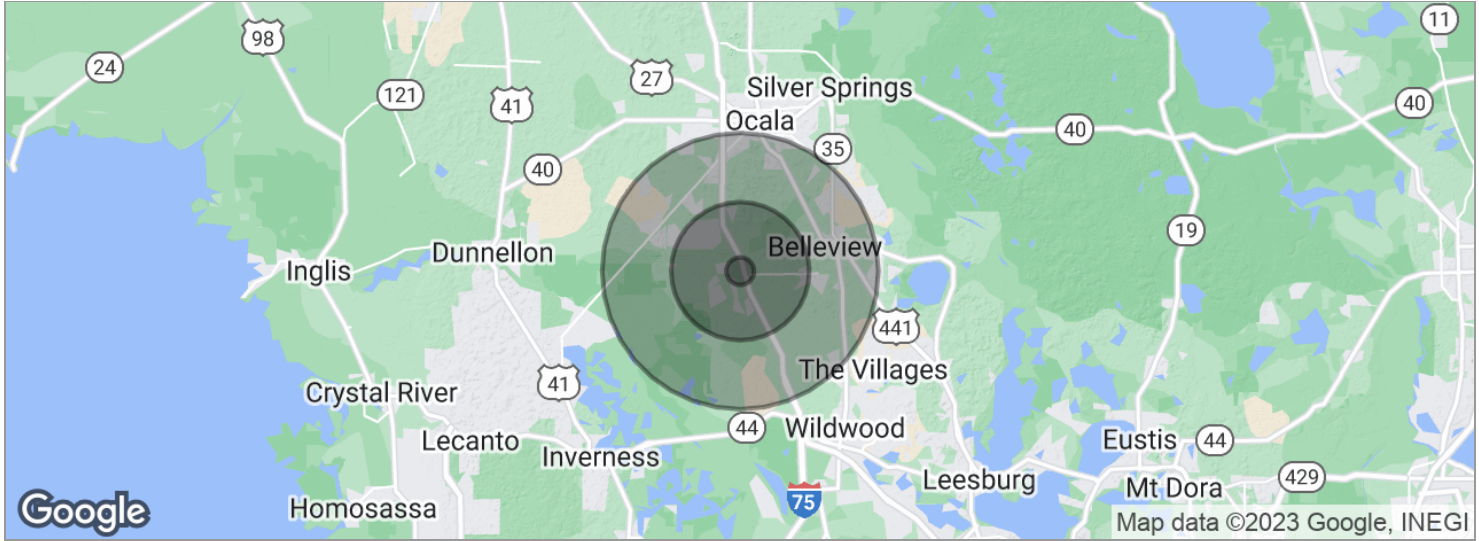 11
98
24
27
121
41
Silver Springs
40
Ocala
40
35
40
19
Belleview
Dunnellon
Inglis
441
The Villages
41
Crystal River
44
Wildwood
Lecanto
Eustis
44
Inverness
Leesburg
429
Mt Dora
75
Homosassa
Google
Map data ©2023 Google, INEGI